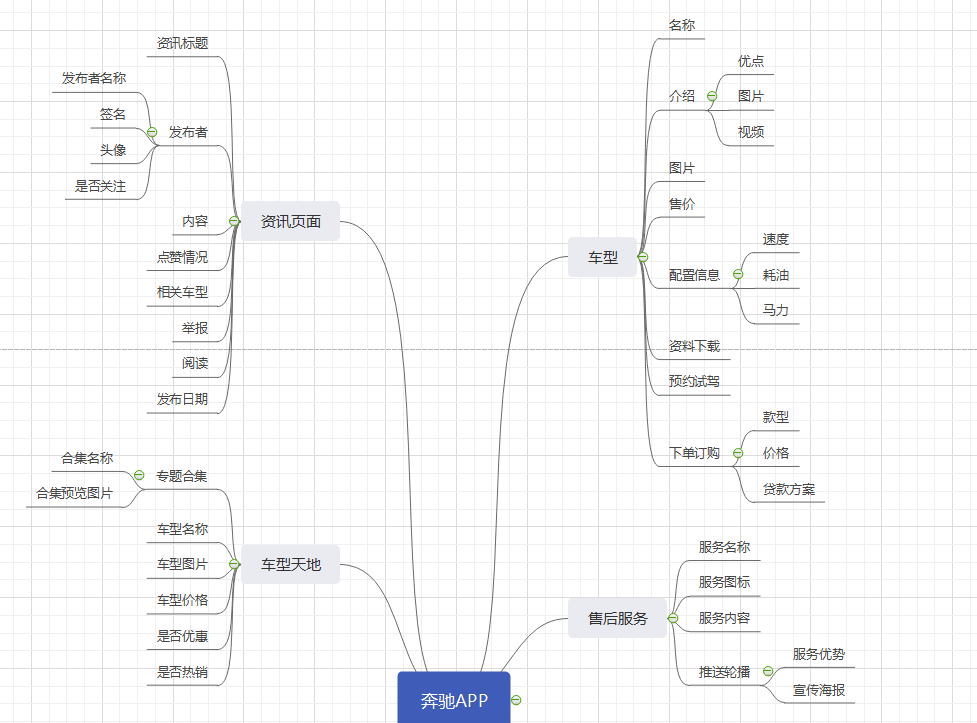 资讯标题
发布者名称
签名
头像
是否关注
发布者
内容
点赞情况
相关车型
举报
阅读
发布日期
资讯页面
合集名称
合集预览图片
专题合集
车型名称
车型图片
车型价格
是否优惠
是否热销
车型天地
名称
介绍
优点
图片
视频
图片
售价
车型
配置信息
速度
耗油
马力
资料下载
预约试驾
下单订购
款型
价格
贷款方案
服务名称
服务图标
服务内容
售后服务
推送轮播
服务优势
宣传海报
奔驰APP